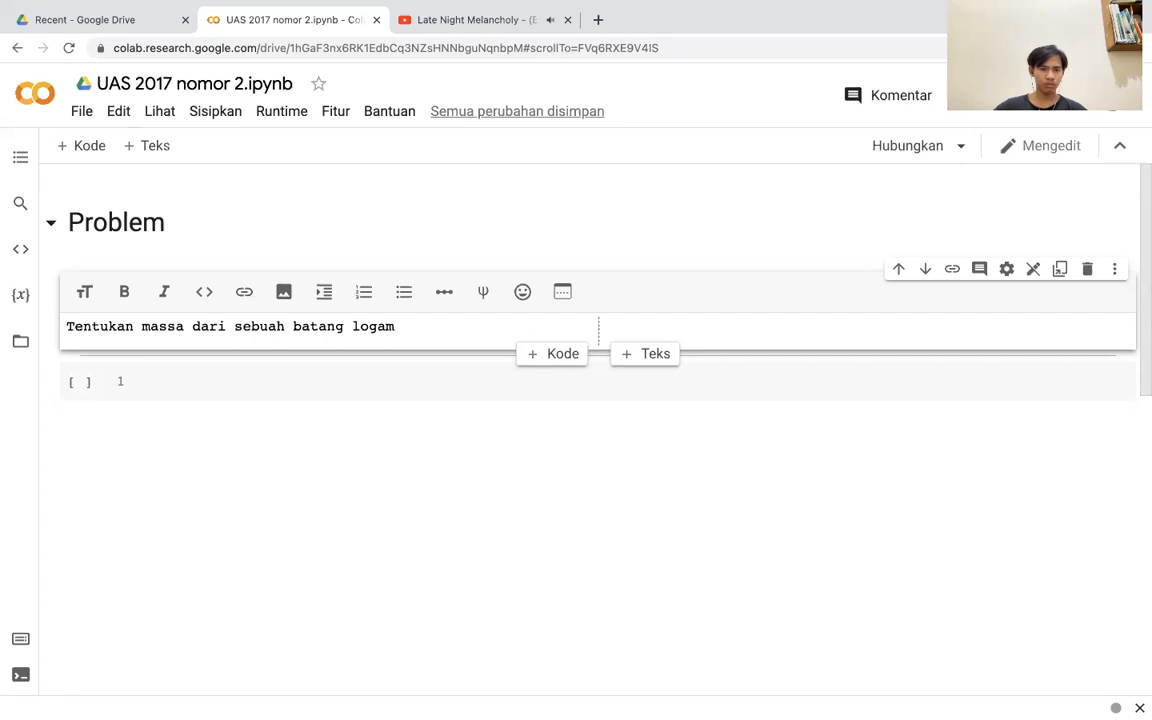 Recent - Google Drive
UAS 2017 nomor 2.ipynb - Col
Late Night Melancholy - (E
colab.research.google.com/drive/1hGaF3nx6RK1EdbCq3NZsHNNbguNqnbpM#scrollTo=FVq6RXE9V4lS
UAS 2017 nomor 2.ipynb
File Edit Lihat Sisipkan Runtime Fitur Bantuan Semua perubahan disimpan
Komentar
+ Kode + Teks
Hubungkan
Mengedit
Problem
Tentukan massa dari sebuah batang logam
+ Kode
+ Teks
[ ] 1